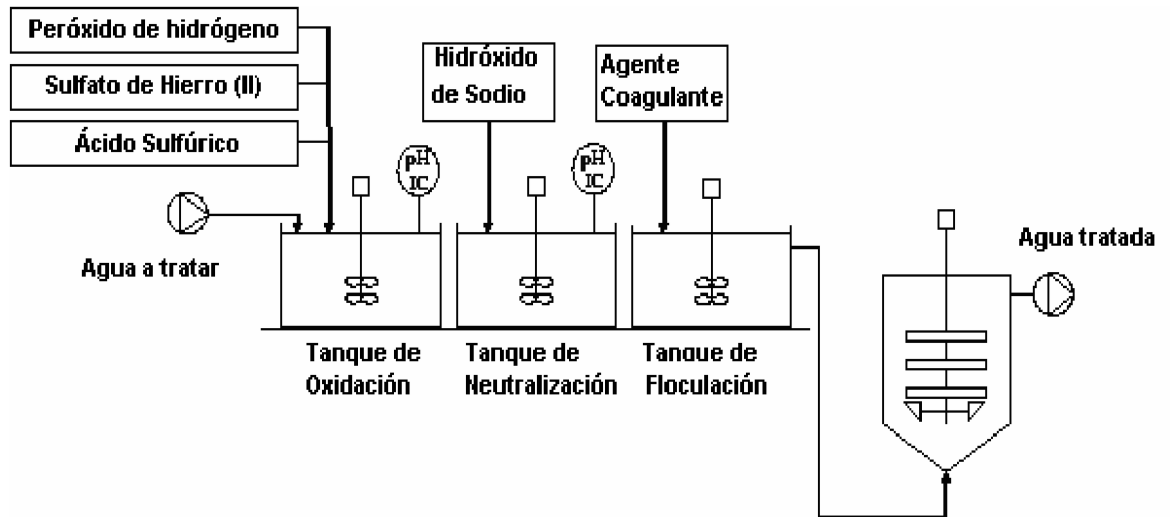 Peróxido de hidrógeno
Sulfato de Hierro (II)
Ácido Sulfúrico
Hidróxido
de Sodio
Agente
Coagulante
pH
IC
pH
IC
Agua a tratar
Agua tratada
Tanque de
Oxidación
Tanque de
Neutralización
Tanque de
Floculación